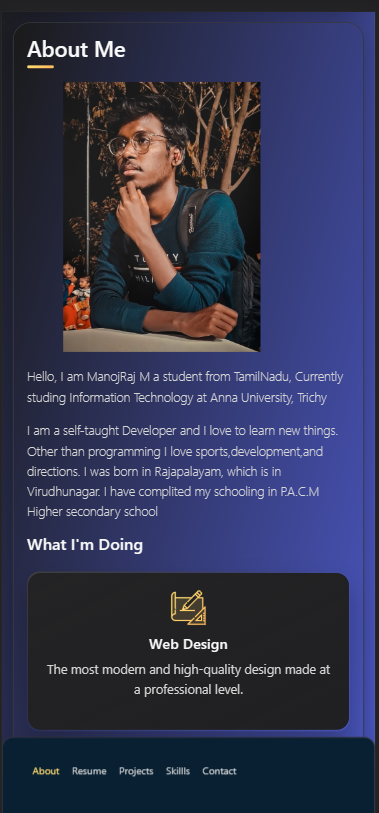 About Me
Hello, I am ManojRaj M a student from TamilNadu, Currently
studing Information Technology at Anna University, Trichy
I am a self-taught Developer and I love to learn new things.
Other than programming I love sports,development,and
directions. I was born in Rajapalayam, which is in
Virudhunagar. I have complited my schooling in P.A.C.M
Higher secondary school
What I'm Doing
Web Design
The most modern and high-quality design made at
a professional level.
About Resume Projects Skillls Contact